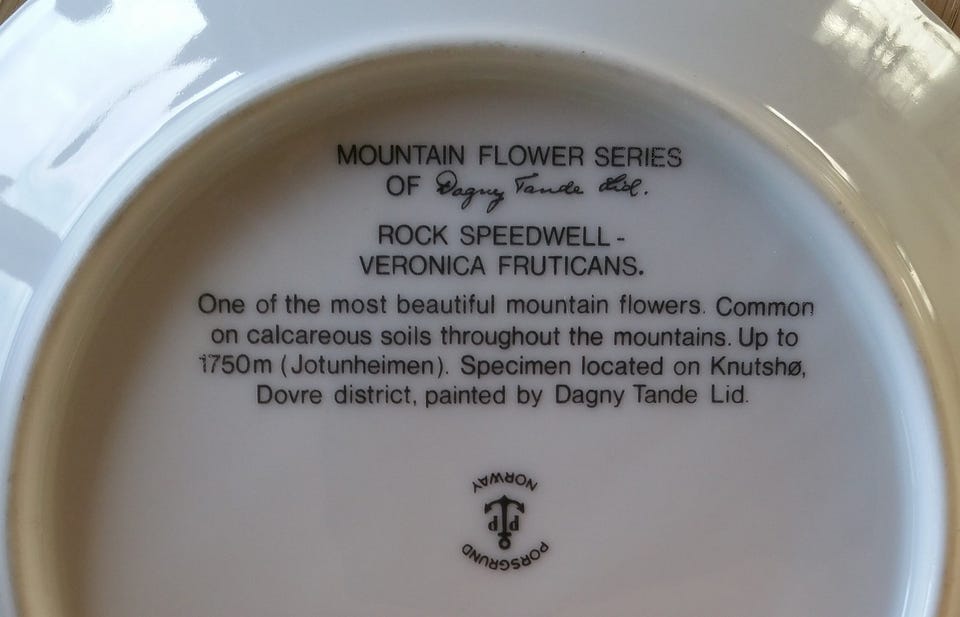 MOUNTAIN FLOWER SERIES
OF Dagny Tande Lid.
ROCK SPEEDWELL -
VERONICA FRUTICANS.
One of the most beautiful mountain flowers. Common
on calcareous soils throughout the mountains. Up to
1750m (Jotunheimen). Specimen located on Knutshø,
Dovre district, painted by Dagny Tande Lid.
NORWAY
PP
PORSGRUND